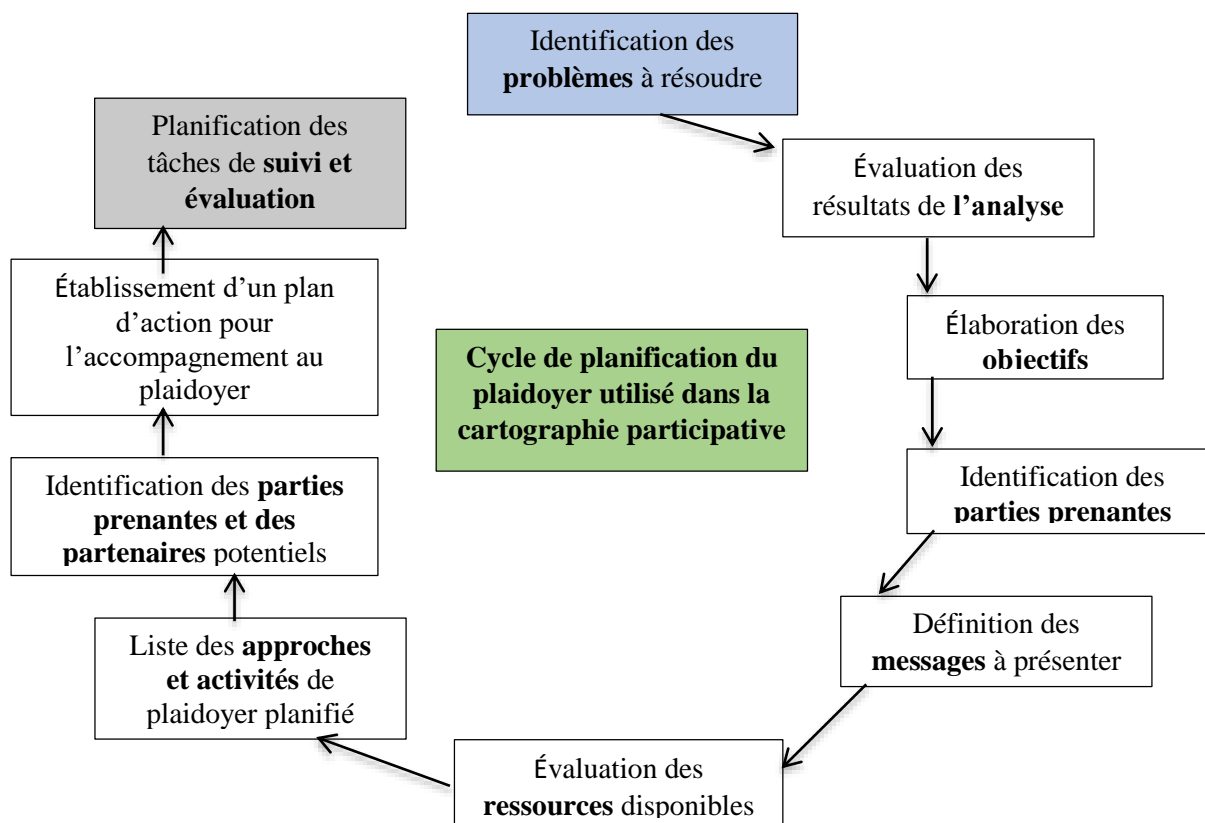 Identification des
problèmes à résoudre
Évaluation des
résultats de l’analyse
Élaboration des
objectifs
Identification des
parties prenantes
Définition des
messages à présenter
Évaluation des
ressources disponibles
Liste des approches
et activités de
plaidoyer planifié
Identification des parties
prenantes et des
partenaires potentiels
Établissement d’un plan
d’action pour
l’accompagnement au
plaidoyer
Planification des
tâches de suivi et
évaluation
Cycle de planification du
plaidoyer utilisé dans la
cartographie participative